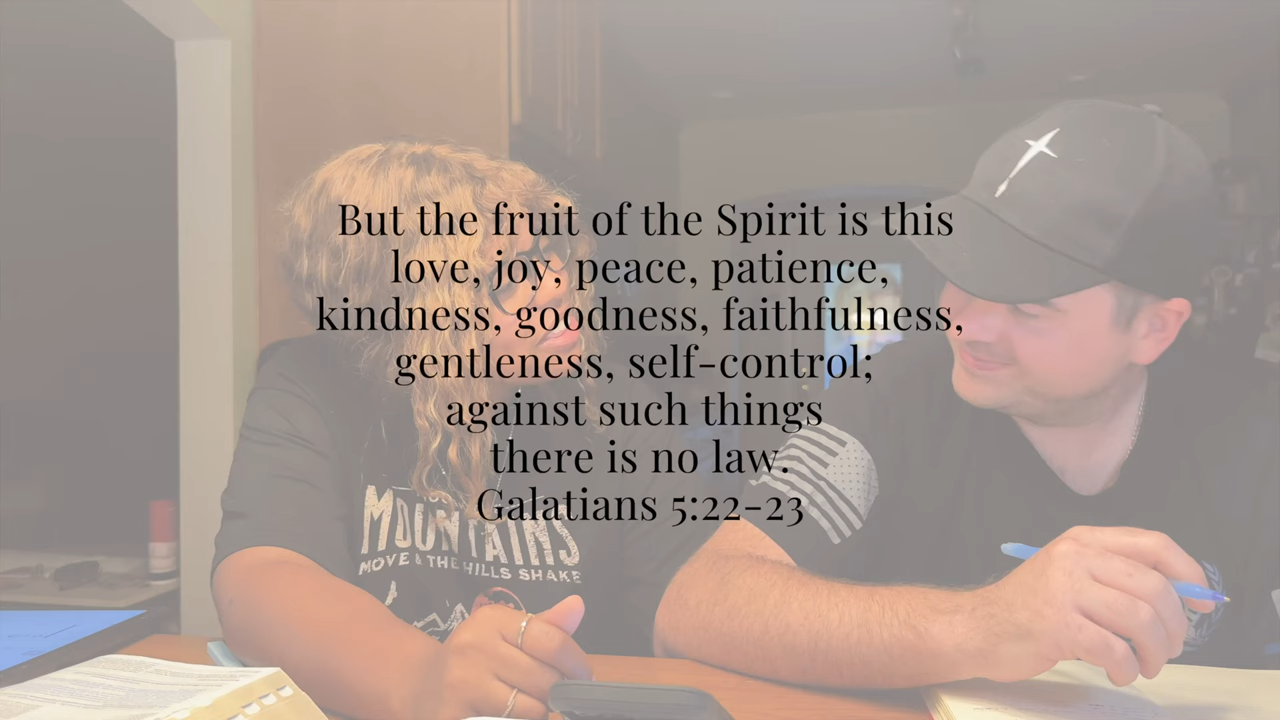 But the fruit of the Spirit is this
love, joy, peace, patience,
kindness, goodness, faithfulness,
gentleness, self-control;
against such things
there is no law.
Galatians 5:22-23
MOUNTAINS
MOVE & THE HILLS SHAKE